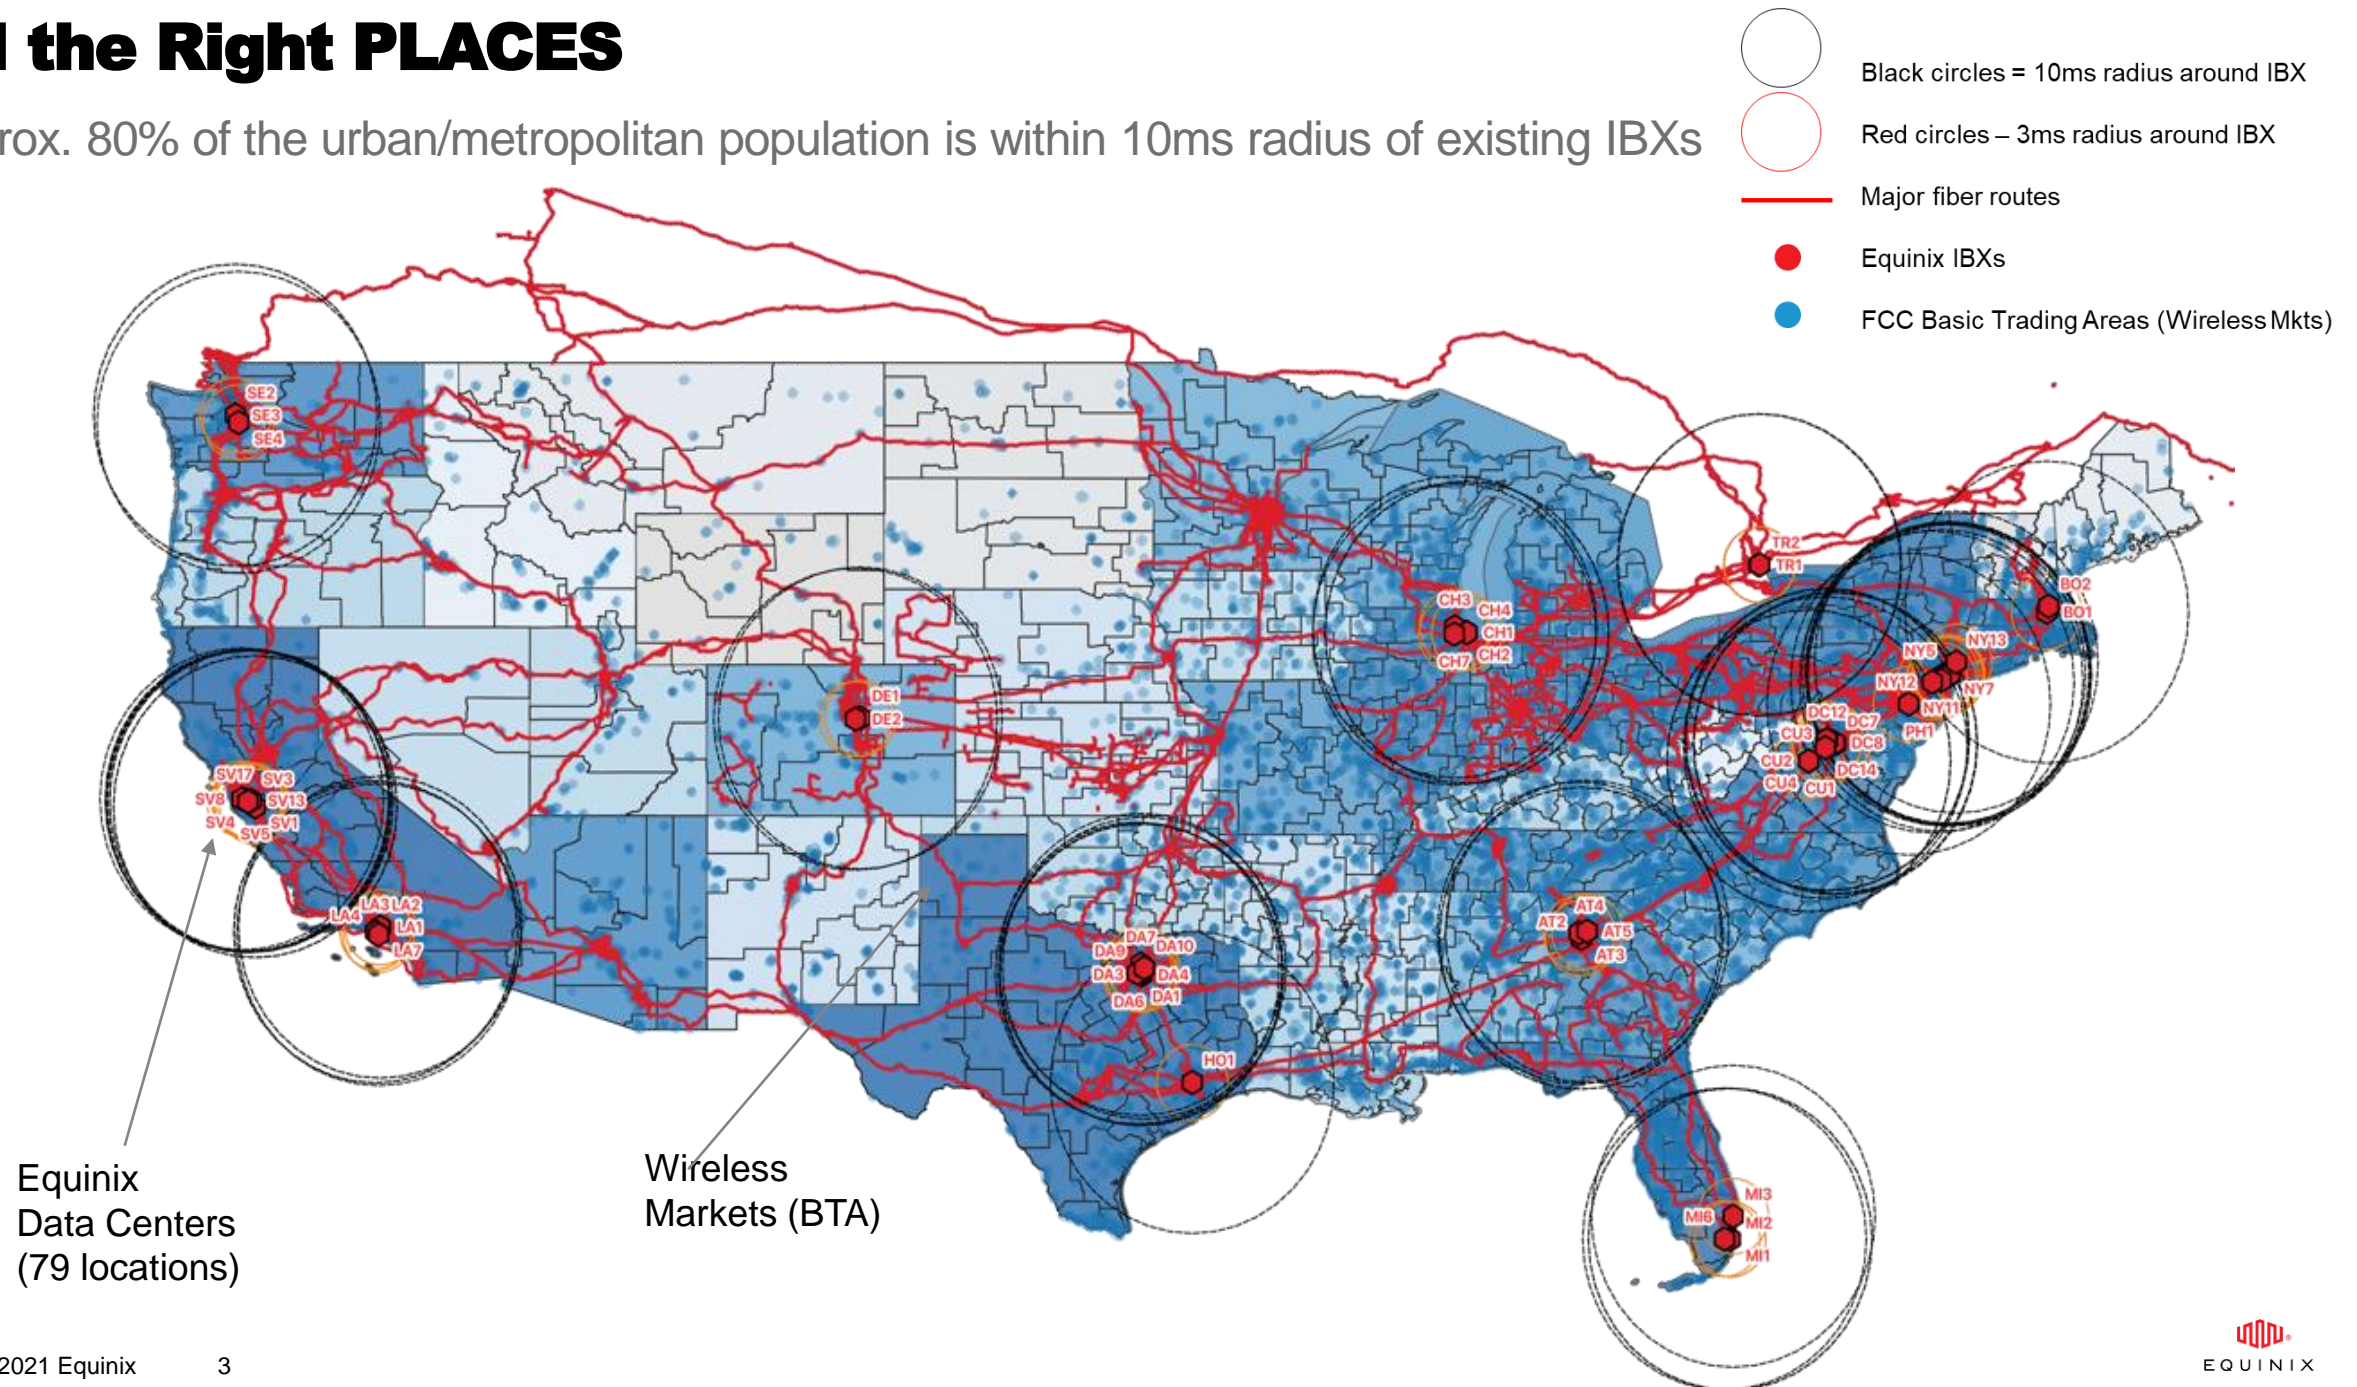 the Right PLACES
rox. 80% of the urban/metropolitan population is within 10ms radius of existing IBXs
Black circles = 10ms radius around IBX
Red circles – 3ms radius around IBX
Major fiber routes
Equinix IBXs
FCC Basic Trading Areas (Wireless Mkts)
SE2
SE3
SE4
TR2
TR1
BO2
BO1
CH3
CH4
CH1
CH2
CH7
NY13
NY5
NY12
NY7
NY11
DE1
DE2
DC12
DC7
PH1
CU3
DC8
CU2
DC14
CU4
CU1
SV17
SV3
SV8
SV13
SV4
SV1
SV5
LA3
LA2
LA4
LA1
LA7
AT4
AT2
AT5
AT3
DA7
DA9
DA10
DA3
DA4
DA6
DA1
HO1
MI3
MI6
MI2
MI1
Equinix
Data Centers
(79 locations)
Wireless
Markets (BTA)
2021 Equinix
3
EQUINIX